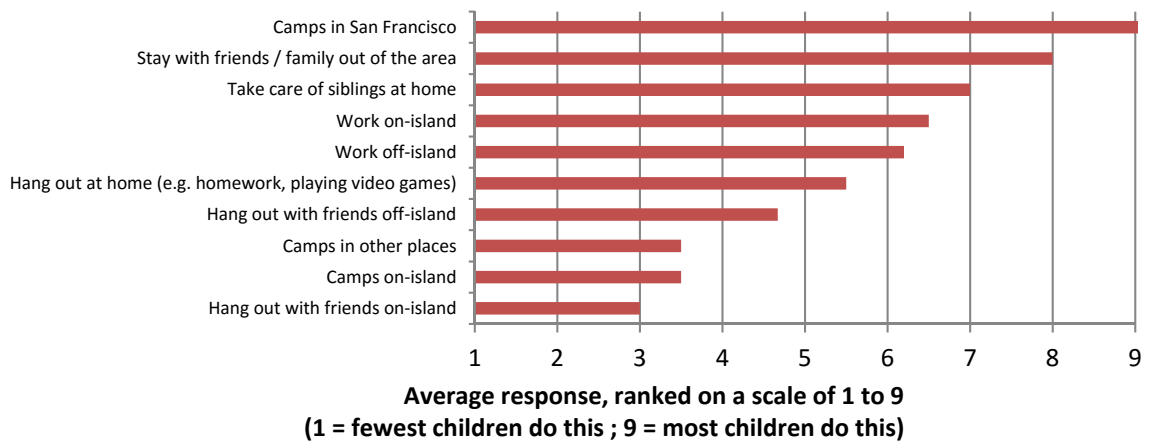 Camps in San Francisco
Stay with friends / family out of the area
Take care of siblings at home
Work on-island
Work off-island
Hang out at home (e.g. homework, playing video games)
Hang out with friends off-island
Camps in other places
Camps on-island
Hang out with friends on-island
1 2 3 4 5 6 7 8 9
Average response, ranked on a scale of 1 to 9
(1 = fewest children do this ; 9 = most children do this)